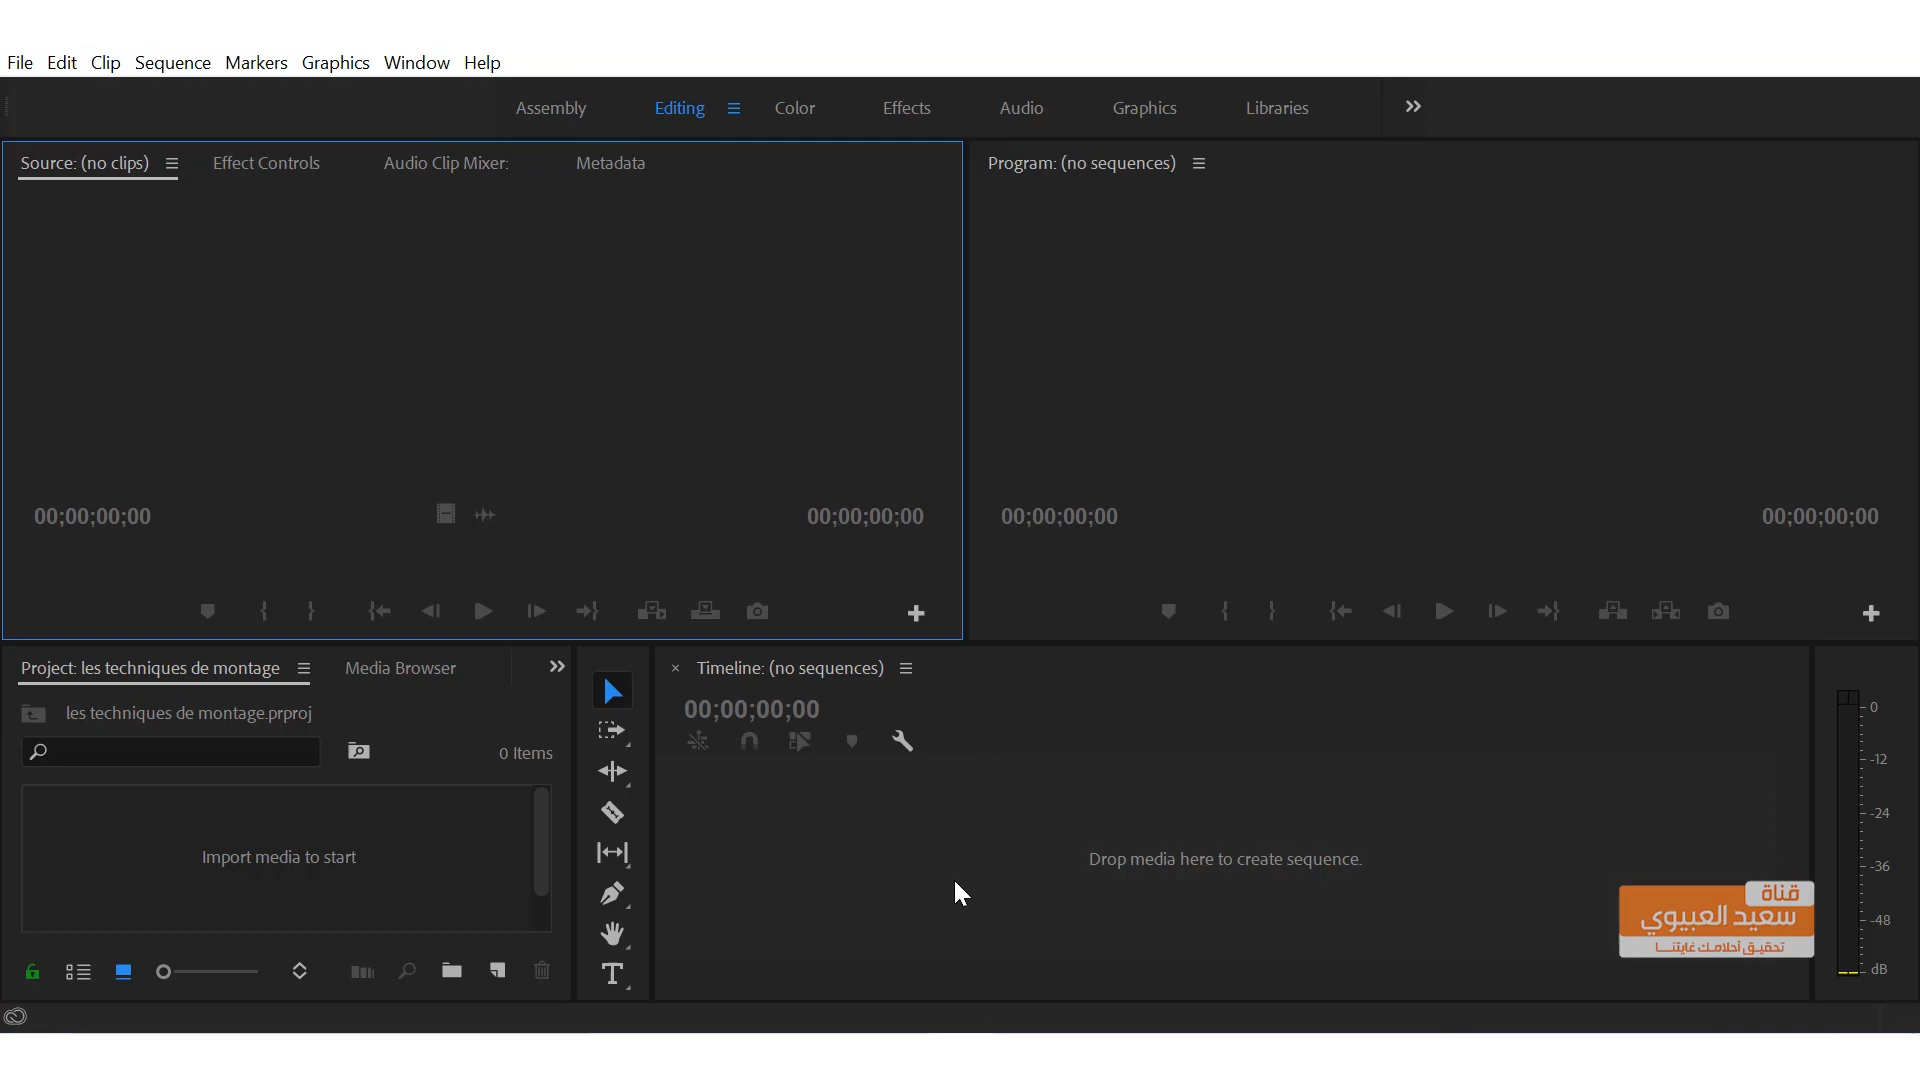 File Edit Clip Sequence Markers Graphics Window Help
Assembly Editing Color Effects Audio Graphics Libraries
Source: (no clips) Effect Controls Audio Clip Mixer: Metadata
Program: (no sequences)
00;00;00;00 00;00;00;00
00;00;00;00 00;00;00;00
Project: les techniques de montage Media Browser
les techniques de montage.prproj
0 Items
Import media to start
Timeline: (no sequences)
00;00;00;00
Drop media here to create sequence.
قناة
سعيد العبيوي
تحقيق أحلامك غايتنا
0
-12
-24
-36
-48
dB